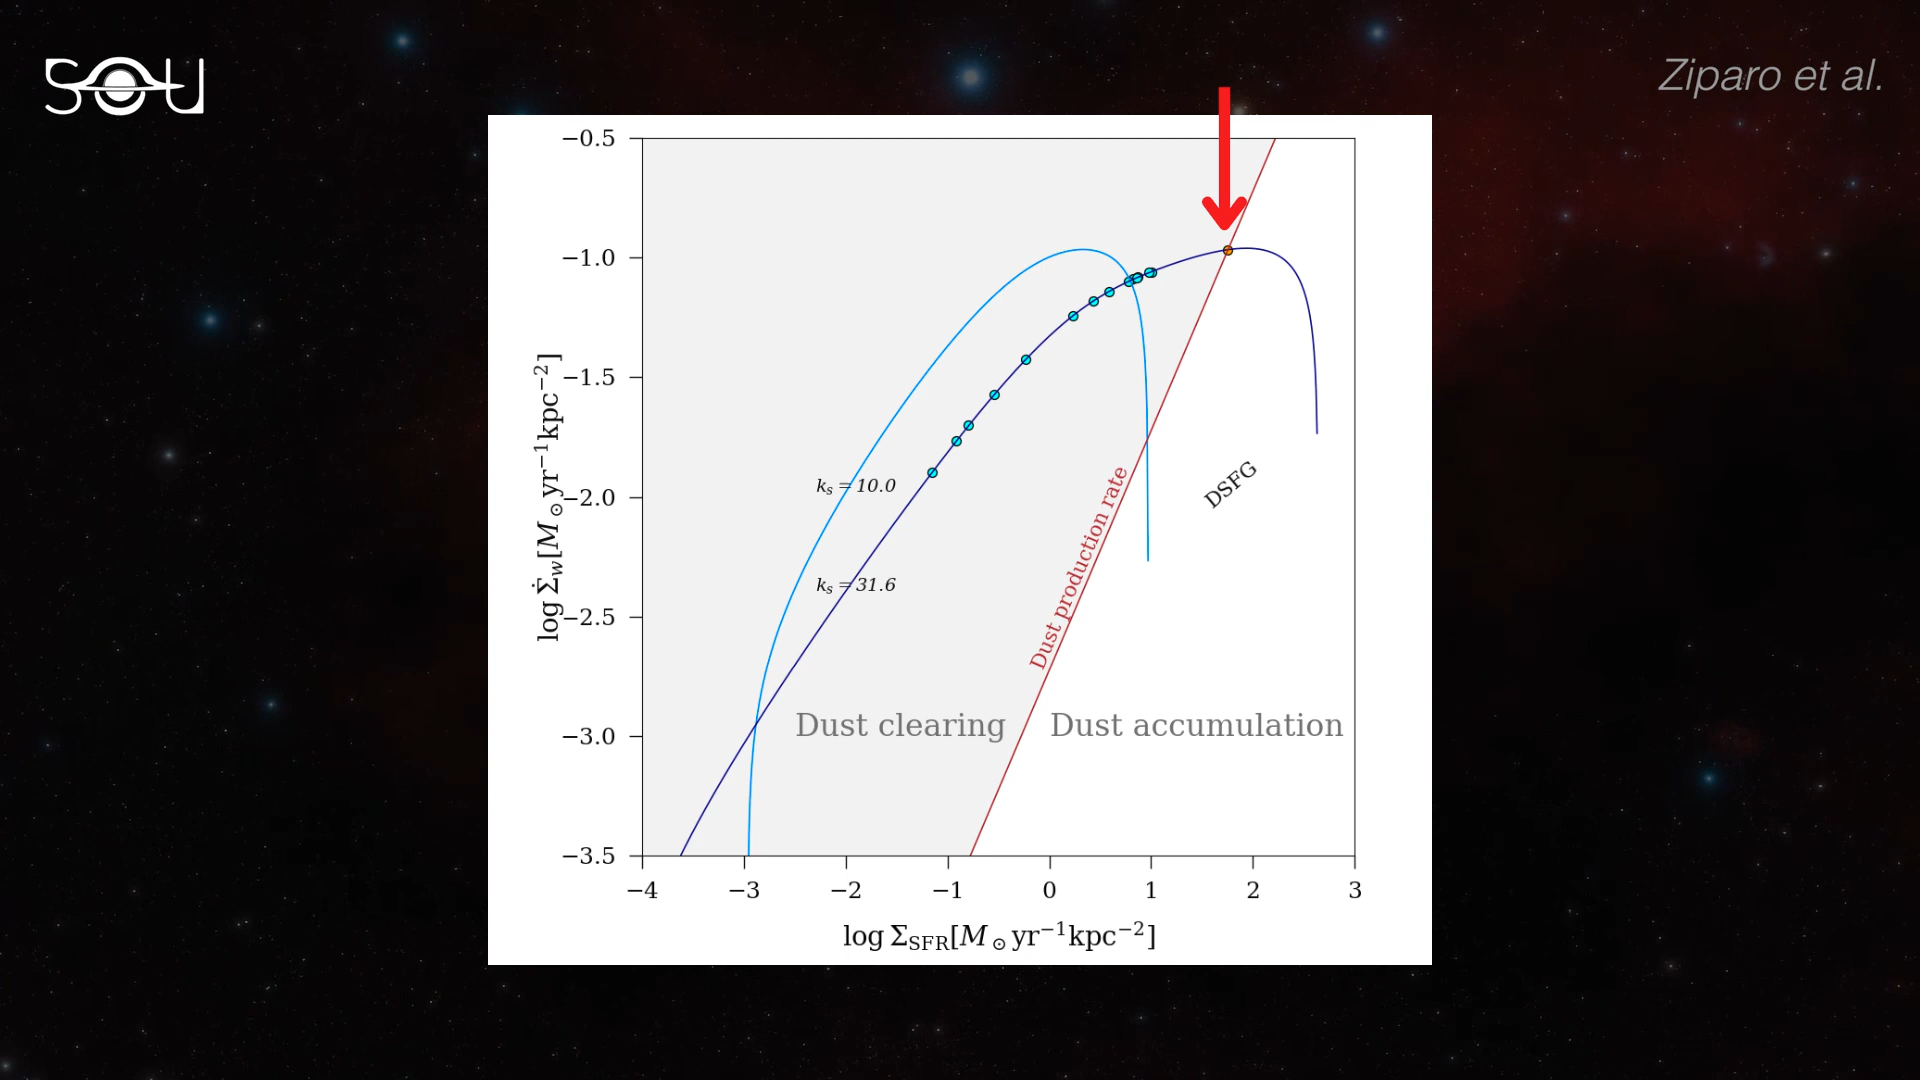 SOU
Ziparo et al.
−0.5
−1.0
−1.5
−2.0
−2.5
−3.0
−3.5
log Σ̇w[M⊙yr⁻¹kpc⁻²]
ks = 10.0
ks = 31.6
Dust production rate
DSFG
Dust clearing
Dust accumulation
−4 −3 −2 −1 0 1 2 3
log ΣSFR[M⊙yr⁻¹kpc⁻²]